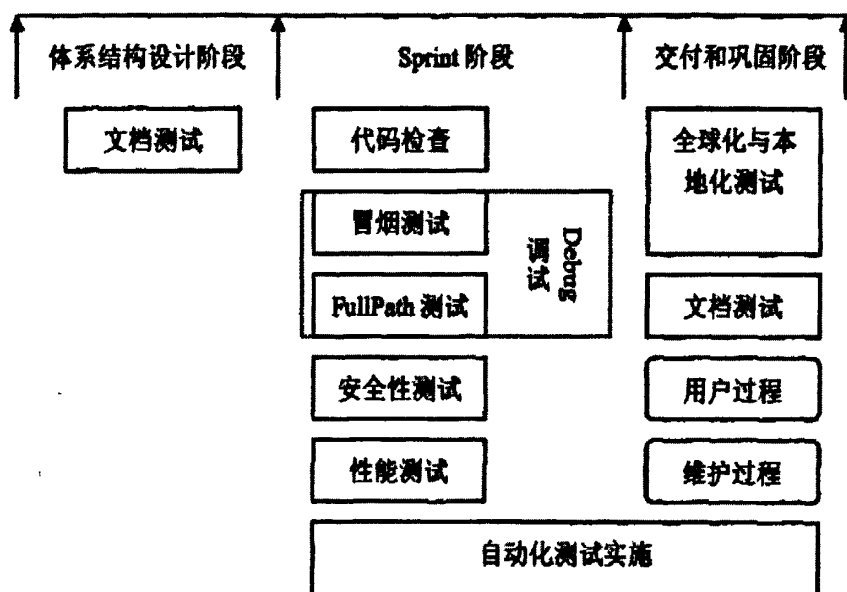 体系结构设计阶段
Sprint 阶段
交付和巩固阶段
文档测试
代码检查
冒烟测试
FullPath 测试
Debug
调试
安全性测试
性能测试
全球化与本
地化测试
文档测试
用户过程
维护过程
自动化测试实施